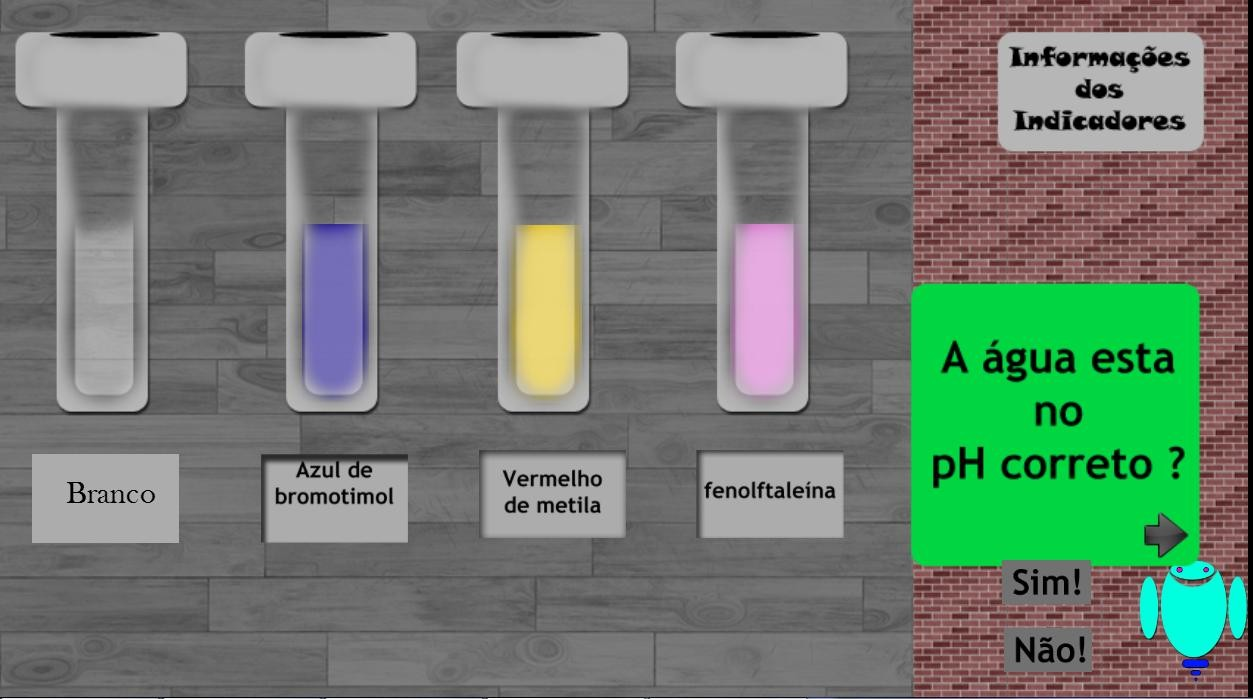 Informações
dos
Indicadores
A água esta
no
pH correto ?
Branco
Azul de
bromotimol
Vermelho
de metila
fenolftaleína
Sim!
Não!